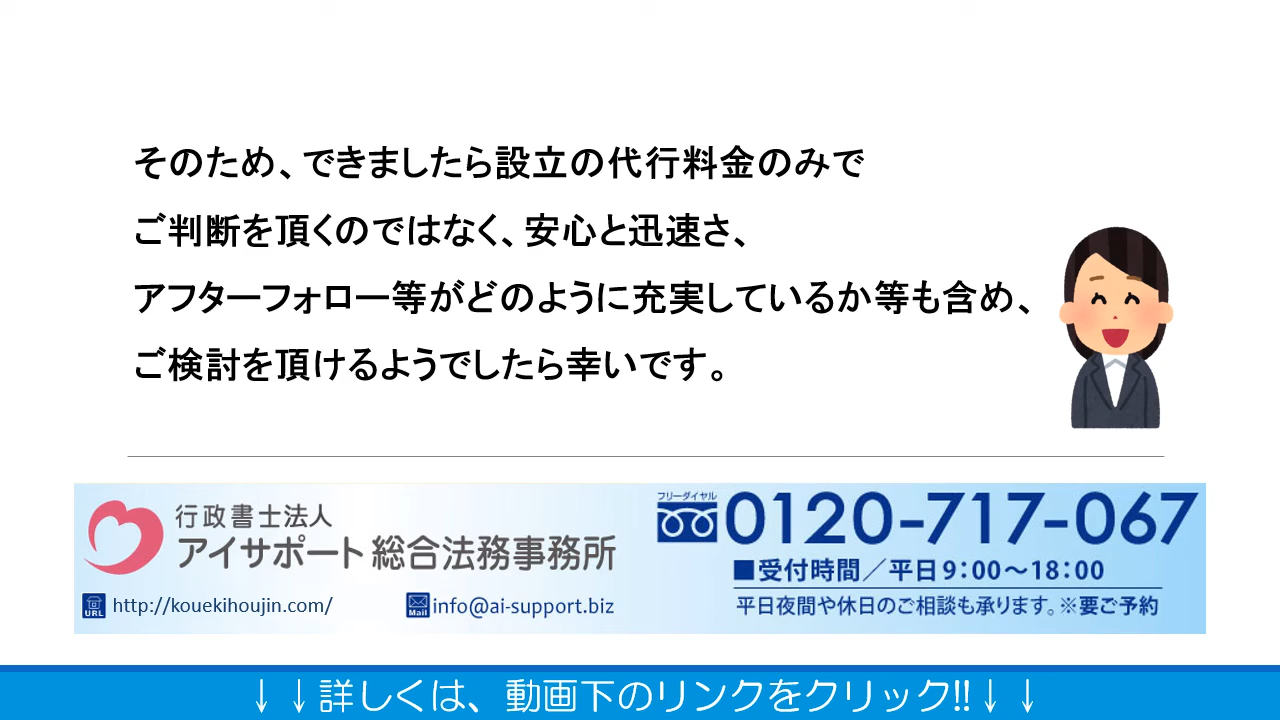 そのため、できましたら設立の代行料金のみで
ご判断を頂くのではなく、安心と迅速さ、
アフターフォロー等がどのように充実しているか等も含め、
ご検討を頂けるようでしたら幸いです。
行政書士法人
アイサポート 総合法務事務所
URL http://kouekihoujin.com/
Mail info@ai-support.biz
フリーダイヤル
0120-717-067
■受付時間／平日9:00～18:00
平日夜間や休日のご相談も承ります。※要ご予約
↓↓詳しくは、動画下のリンクをクリック!!↓↓